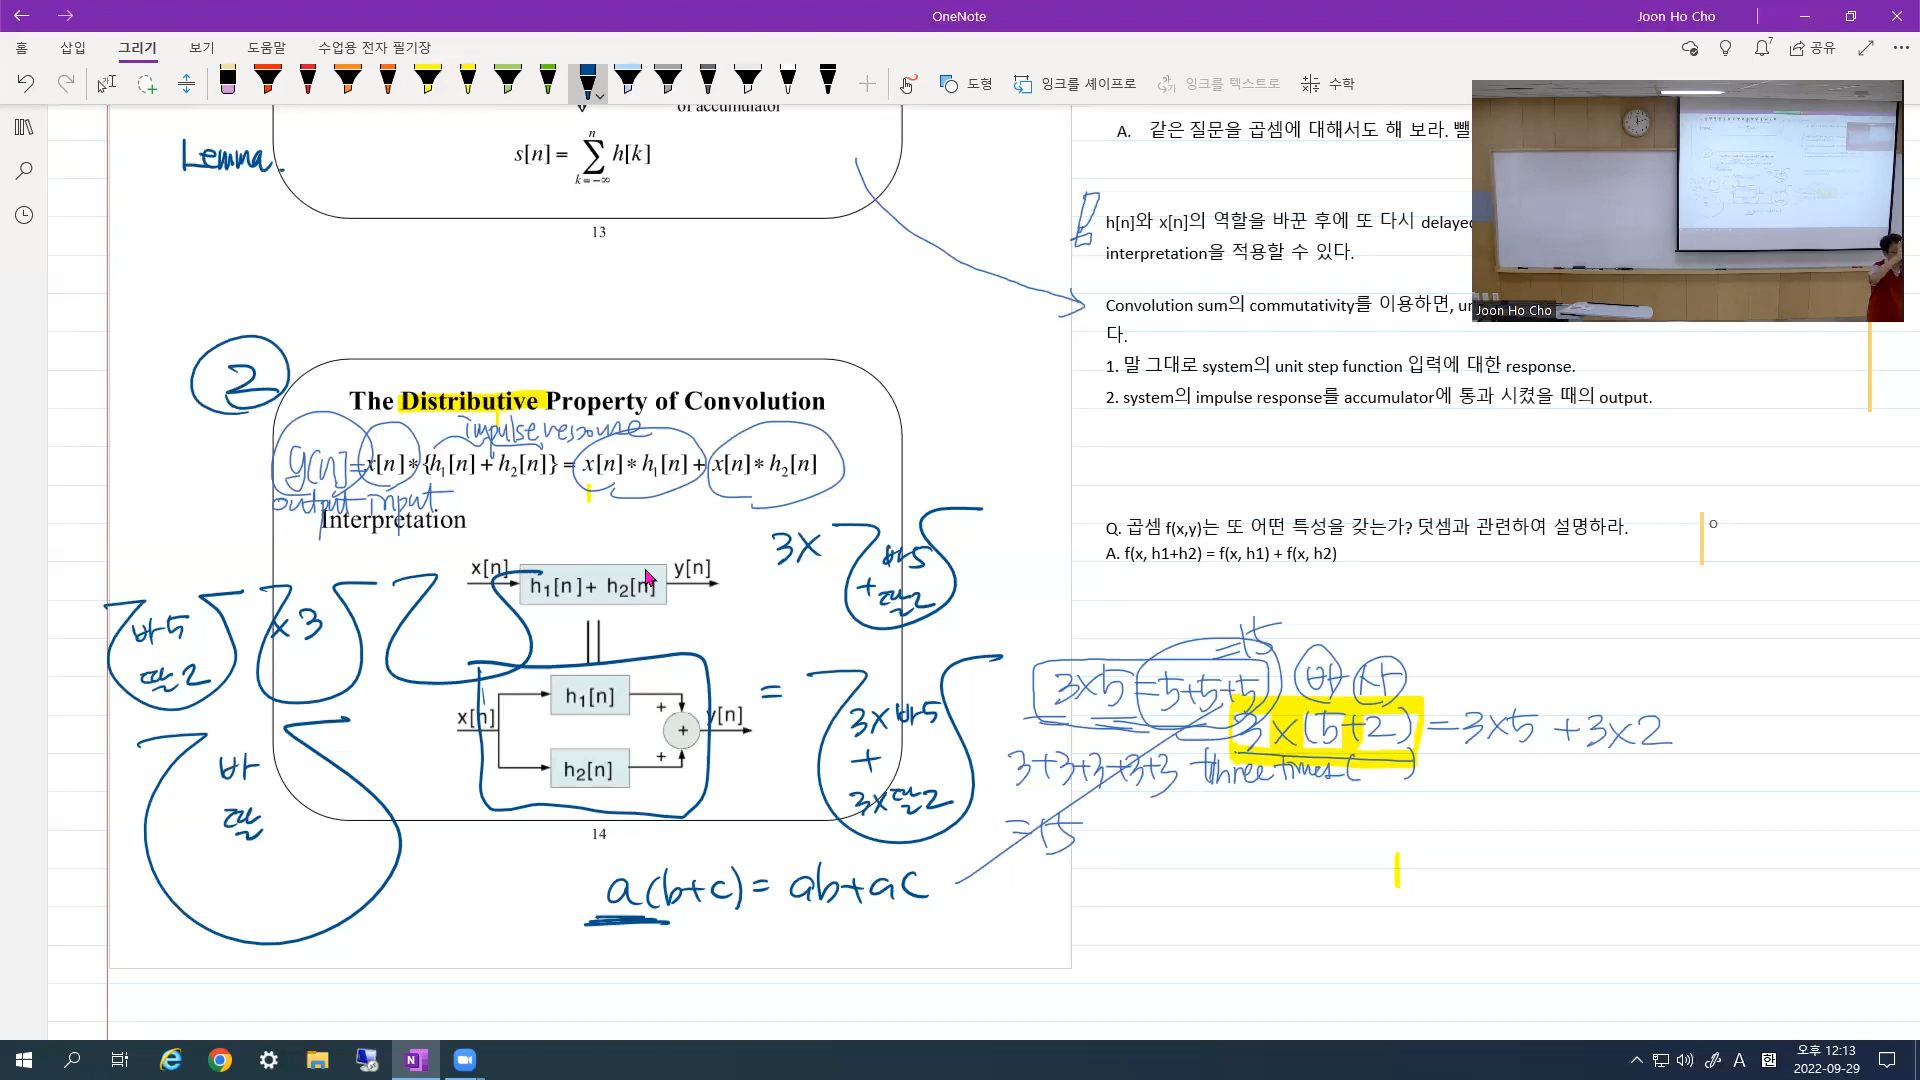 OneNote
Joon Ho Cho
홈 삽입 그리기 보기 도움말 수업용 전자 필기장
공유
도형 잉크를 셰이프로 잉크를 텍스트로 수학
of accumulator
Lemma.
s[n] = ∑ h[k]
n
k=-∞
13
A. 같은 질문을 곱셈에 대해서도 해 보라. 뺄
h[n]와 x[n]의 역할을 바꾼 후에 또 다시 delayed
interpretation을 적용할 수 있다.
Convolution sum의 commutativity를 이용하면,
다.
1. 말 그대로 system의 unit step function 입력에 대한 response.
2. system의 impulse response를 accumulator에 통과 시켰을 때의 output.
Joon Ho Cho
2
The Distributive Property of Convolution
impulse response
y[n] = x[n] * {h₁[n] + h₂[n]} = x[n] * h₁[n] + x[n] * h₂[n]
output input
Interpretation
x[n] h₁[n] + h₂[n] y[n]
||
x[n] h₁[n] + y[n]
+
h₂[n] +
14
3x 바5
+딸2
바5
딸2
x3
바
딸
=
3x바5
+
3x딸2
a(b+c) = ab+ac
Q. 곱셈 f(x,y)는 또 어떤 특성을 갖는가? 덧셈과 관련하여 설명하라.
A. f(x, h1+h2) = f(x, h1) + f(x, h2)
=15
3x5 = 5+5+5
3 x (5+2) = 3x5 + 3x2
3+3+3+3+3 three times ( )
=15
A 한
오후 12:13
2022-09-29